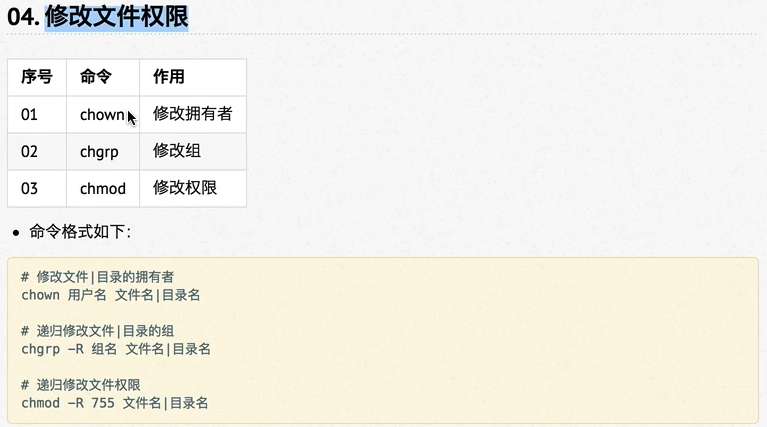 04. 修改文件权限
序号 命令 作用
01 chown 修改拥有者
02 chgrp 修改组
03 chmod 修改权限
• 命令格式如下：
# 修改文件|目录的拥有者
chown 用户名 文件名|目录名
# 递归修改文件|目录的组
chgrp -R 组名 文件名|目录名
# 递归修改文件权限
chmod -R 755 文件名|目录名